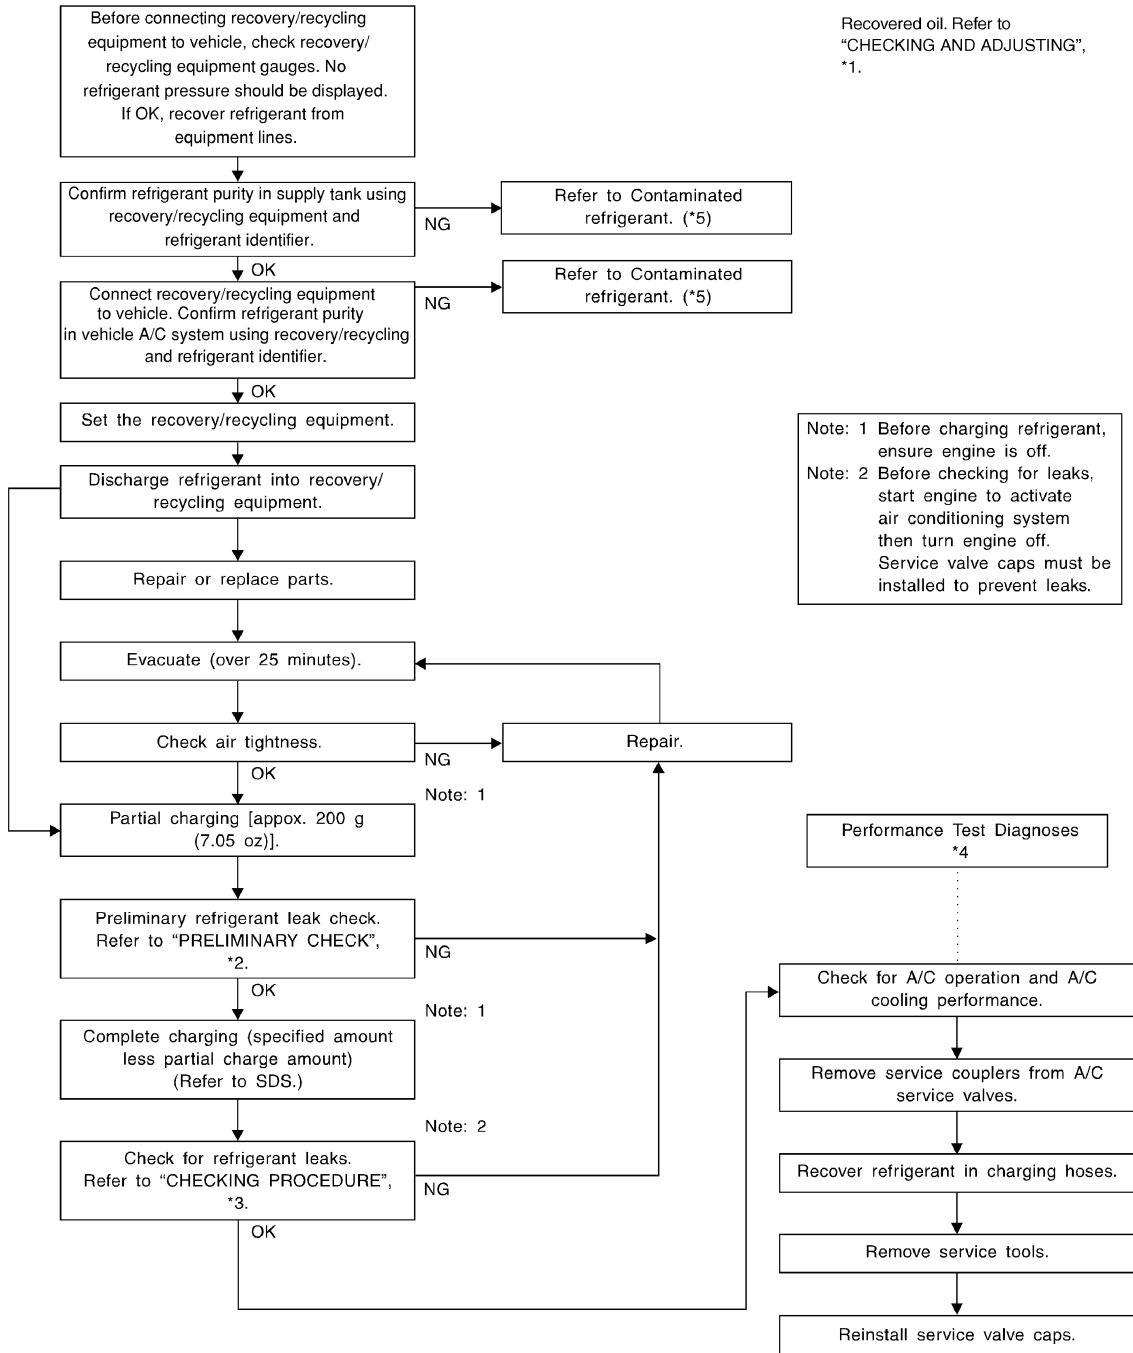 Before connecting recovery/recycling
equipment to vehicle, check recovery/
recycling equipment gauges. No
refrigerant pressure should be displayed.
If OK, recover refrigerant from
equipment lines.
Recovered oil. Refer to
“CHECKING AND ADJUSTING”,
*1.
Confirm refrigerant purity in supply tank using
recovery/recycling equipment and
refrigerant identifier.
NG
Refer to Contaminated
refrigerant. (*5)
OK
Connect recovery/recycling equipment
to vehicle. Confirm refrigerant purity
in vehicle A/C system using recovery/recycling
and refrigerant identifier.
NG
Refer to Contaminated
refrigerant. (*5)
OK
Set the recovery/recycling equipment.
Discharge refrigerant into recovery/
recycling equipment.
Note: 1 Before charging refrigerant,
ensure engine is off.
Note: 2 Before checking for leaks,
start engine to activate
air conditioning system
then turn engine off.
Service valve caps must be
installed to prevent leaks.
Repair or replace parts.
Evacuate (over 25 minutes).
Check air tightness.
NG
Repair.
OK
Note: 1
Partial charging [appox. 200 g
(7.05 oz)].
Preliminary refrigerant leak check.
Refer to “PRELIMINARY CHECK”,
*2.
NG
OK
Note: 1
Complete charging (specified amount
less partial charge amount)
(Refer to SDS.)
Note: 2
Check for refrigerant leaks.
Refer to “CHECKING PROCEDURE”,
*3.
NG
OK
Performance Test Diagnoses
*4
Check for A/C operation and A/C
cooling performance.
Remove service couplers from A/C
service valves.
Recover refrigerant in charging hoses.
Remove service tools.
Reinstall service valve caps.